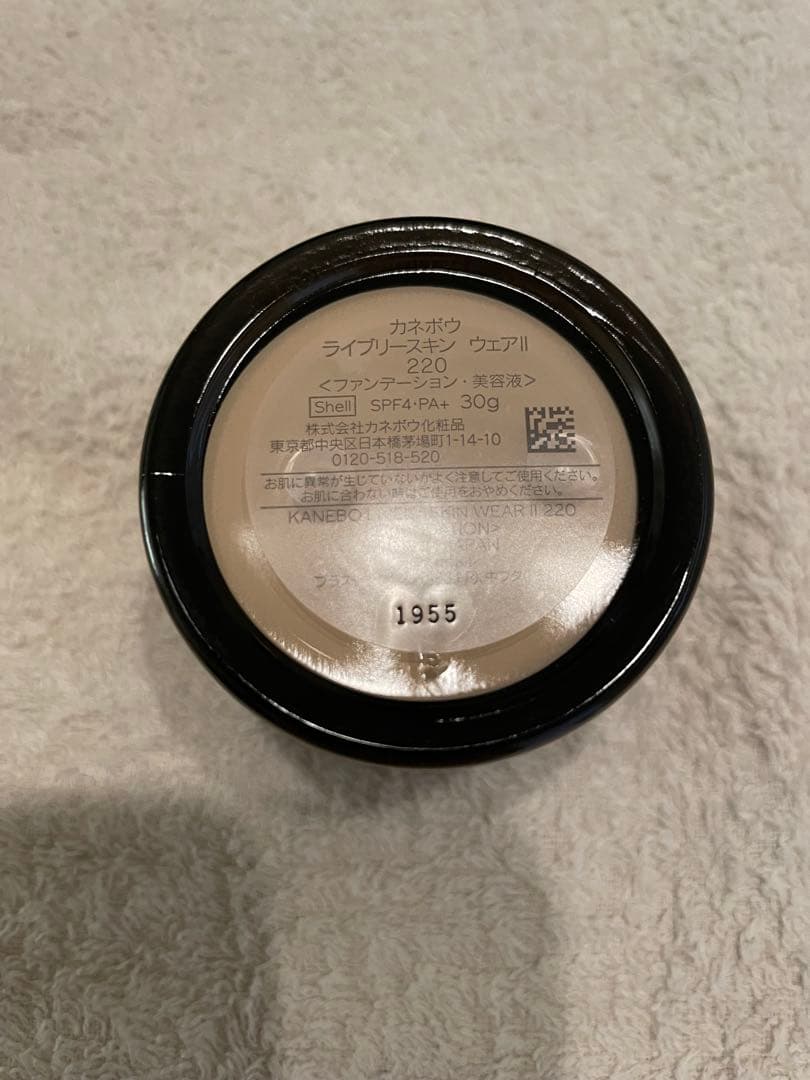 カネボウ
ライブリースキン ウェアII
220
<ファンデーション・美容液>
Shell SPF4・PA+ 30g
株式会社カネボウ化粧品
東京都中央区日本橋茅場町1-14-10
0120-518-520
お肌に異常が生じていないかよく注意してご使用ください。
お肌に合わない時はご使用をおやめください。
KANEBO SKIN WEAR II 220
1955